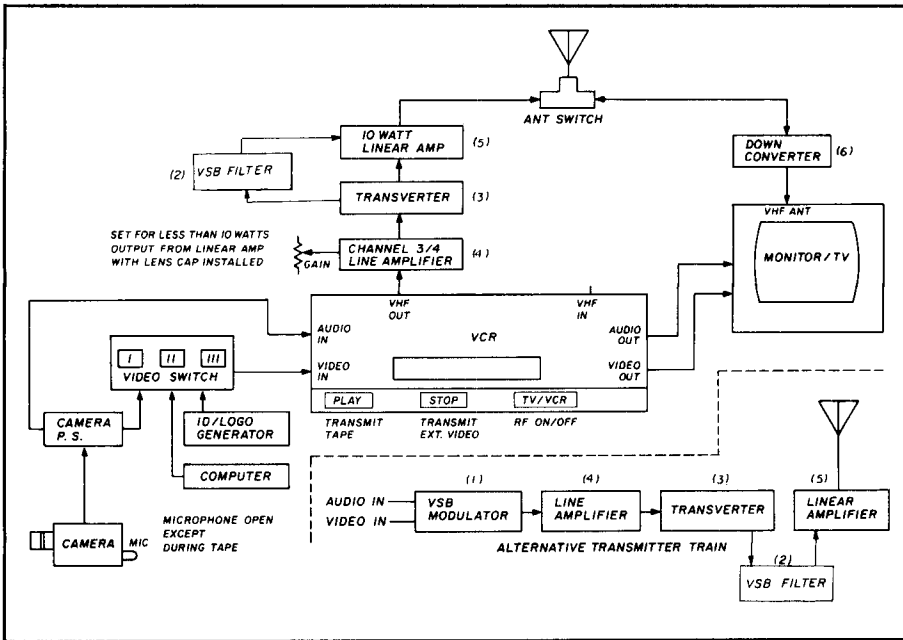 ANT SWITCH
10 WATT
LINEAR AMP
(5)
(2)
VSB FILTER
DOWN
CONVERTER
(6)
TRANSVERTER
(3)
VHF ANT
MONITOR/TV
SET FOR LESS THAN 10 WATTS
OUTPUT FROM LINEAR AMP
WITH LENS CAP INSTALLED
GAIN
CHANNEL 3/4
LINE AMPLIFIER
(4)
VHF
OUT
VHF
IN
AUDIO
IN
VCR
AUDIO
OUT
VIDEO
IN
VIDEO
OUT
I
II
III
VIDEO SWITCH
PLAY
STOP
TV/VCR
TRANSMIT
TAPE
TRANSMIT
EXT. VIDEO
RF ON/OFF
CAMERA
P.S.
ID/LOGO
GENERATOR
COMPUTER
CAMERA
MIC
MICROPHONE OPEN
EXCEPT
DURING TAPE
AUDIO IN
VIDEO IN
(1)
VSB
MODULATOR
(4)
LINE
AMPLIFIER
(3)
TRANSVERTER
(5)
LINEAR
AMPLIFIER
ALTERNATIVE TRANSMITTER TRAIN
(2)
VSB FILTER